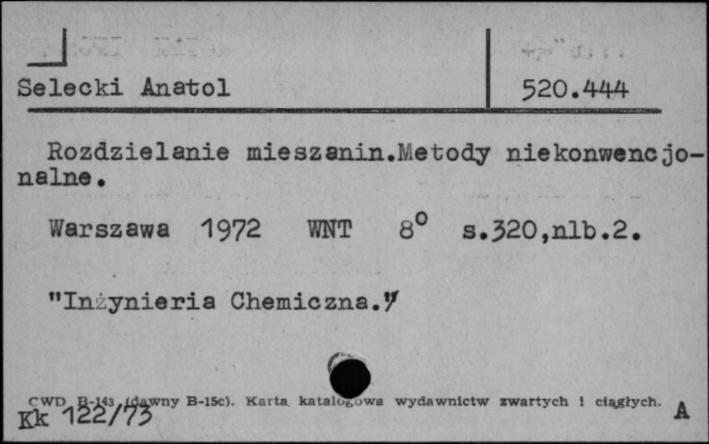 Selecki Anatol
520.444
Rozdzielanie mieszanin.Metody niekonwencjo-
nalne.
Warszawa 1972 WNT 8° s.320,nlb.2.
"Inżynieria Chemiczna."/
CWD B-143 (dawny B-15c). Karta katalogowa wydawnictw zwartych i ciągłych.
Kk 122/73
A